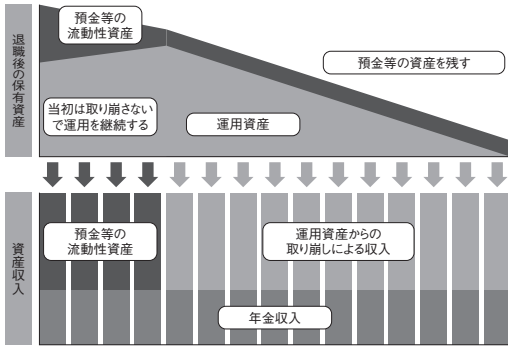 退職後の保有資産
預金等の
流動性資産
預金等の資産を残す
当初は取り崩さない
で運用を継続する
運用資産
資産収入
預金等の
流動性資産
運用資産からの
取り崩しによる収入
年金収入